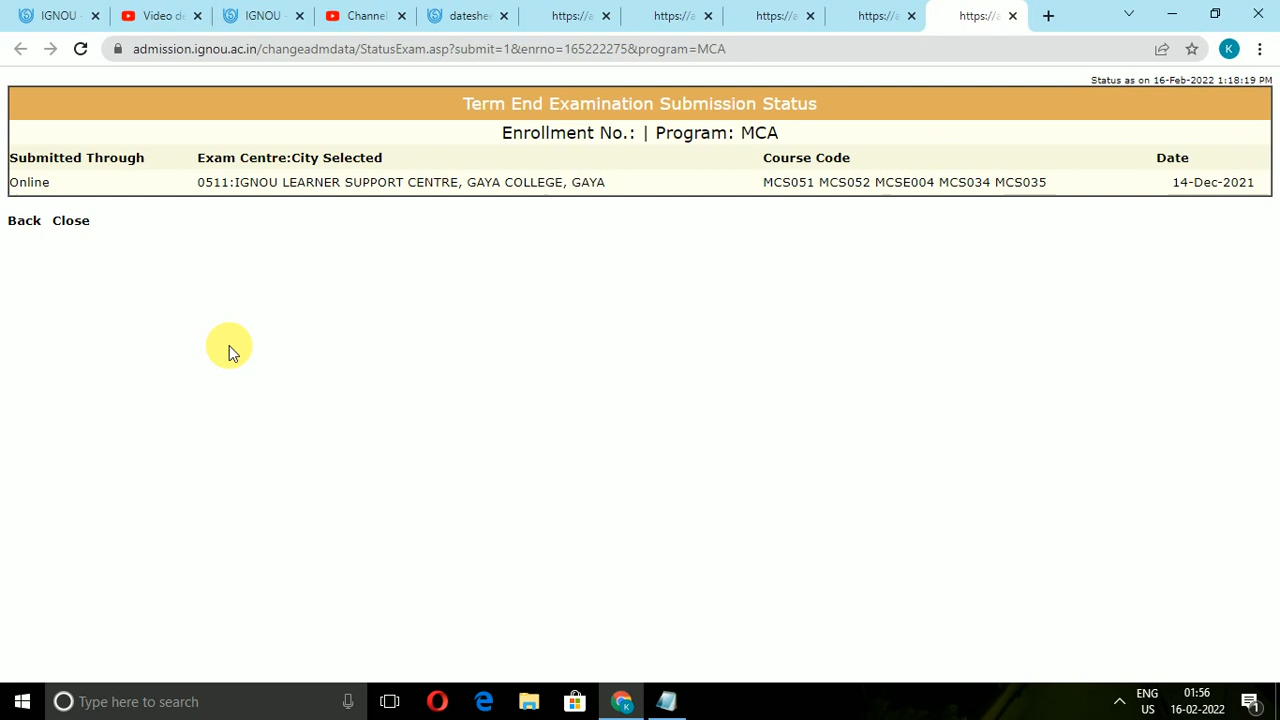 IGNOU -
Video de
IGNOU -
Channel
dateshee
https://a
https://a
https://a
https://a
https://a
admission.ignou.ac.in/changeadmdata/StatusExam.asp?submit=1&enrno=165222275&program=MCA
K
Status as on 16-Feb-2022 1:18:19 PM
Term End Examination Submission Status
Enrollment No.: | Program: MCA
Submitted Through Exam Centre:City Selected Course Code Date
Online 0511:IGNOU LEARNER SUPPORT CENTRE, GAYA COLLEGE, GAYA MCS051 MCS052 MCSE004 MCS034 MCS035 14-Dec-2021
Back Close
Type here to search
K
ENG 01:56
US 16-02-2022
1